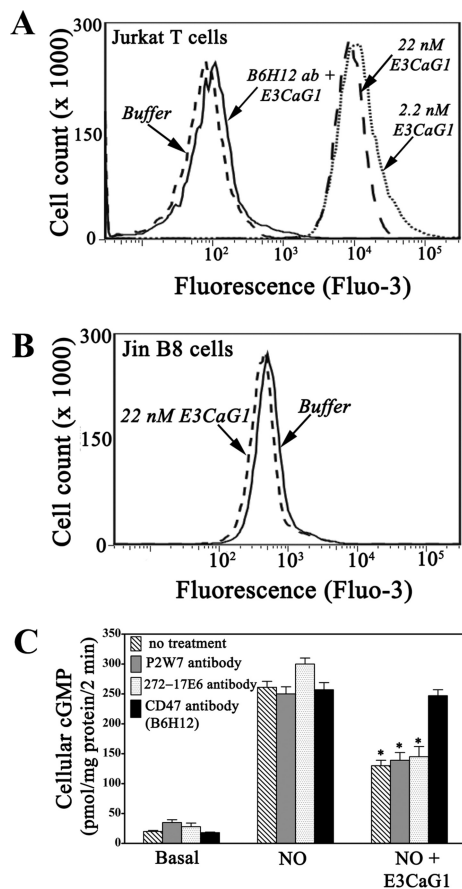 A
Jurkat T cells
300
150
0
Cell count (x 1000)
Buffer
B6H12 ab +
E3CaG1
22 nM
E3CaG1
2.2 nM
E3CaG1
10²
10³
10⁴
10⁵
Fluorescence (Fluo-3)
B
Jin B8 cells
300
150
0
Cell count (x 1000)
22 nM E3CaG1
Buffer
10²
10³
10⁴
10⁵
Fluorescence (Fluo-3)
C
Cellular cGMP
(pmol/mg protein/2 min)
350
300
250
200
150
100
50
0
no treatment
P2W7 antibody
272–17E6 antibody
CD47 antibody
(B6H12)
* * *
Basal
NO
NO +
E3CaG1